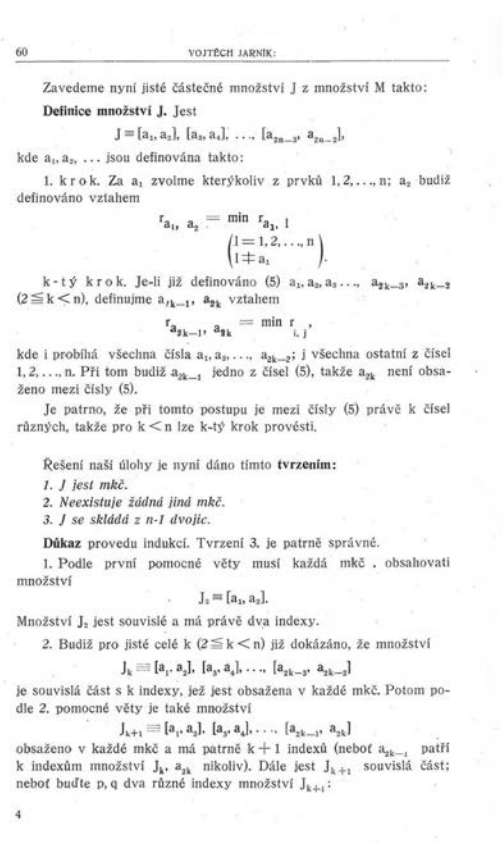 60
VOJTĚCH JARNÍK:
Zavedeme nyní jisté částečné množství J z množství M takto:
Definice množství J. Jest
J ≡ [a₁, a₂], [a₃, a₄], ..., [a₂ₙ₋₃, a₂ₙ₋₂],
kde a₁, a₂, ... jsou definována takto:
1. krok. Za a₁ zvolme kterýkoliv z prvků 1, 2, ..., n; a₂ budiž
definováno vztahem
r a₁, a₂ = min r a₁, l
(l = 1, 2, ..., n
l ≠ a₁).
k-tý krok. Je-li již definováno (5) a₁, a₂, a₃ ..., a₂ₖ₋₃, a₂ₖ₋₂
(2 ≦ k < n), definujme a₂ₖ₋₁, a₂ₖ vztahem
r a₂ₖ₋₁, a₂ₖ = min r i, j,
kde i probíhá všechna čísla a₁, a₂, ..., a₂ₖ₋₂; j všechna ostatní z čísel
1, 2, ..., n. Při tom budiž a₂ₖ₋₁ jedno z čísel (5), takže a₂ₖ není obsa-
ženo mezi čísly (5).
Je patrno, že při tomto postupu je mezi čísly (5) právě k čísel
různých, takže pro k < n lze k-tý krok provésti.
Řešení naší úlohy je nyní dáno tímto tvrzením:
1. J jest mkč.
2. Neexistuje žádná jiná mkč.
3. J se skládá z n-1 dvojic.
Důkaz provedu indukcí. Tvrzení 3. je patrně správné.
1. Podle první pomocné věty musí každá mkč . obsahovati
množství
J₂ ≡ [a₁, a₂].
Množství J₂ jest souvislé a má právě dva indexy.
2. Budiž pro jisté celé k (2 ≦ k < n) již dokázáno, že množství
Jₖ ≡ [a₁, a₂], [a₃, a₄], ..., [a₂ₖ₋₃, a₂ₖ₋₂]
je souvislá část s k indexy, jež jest obsažena v každé mkč. Potom po-
dle 2. pomocné věty je také množství
Jₖ₊₁ ≡ [a₁, a₂], [a₃, a₄], ..., [a₂ₖ₋₁, a₂ₖ]
obsaženo v každé mkč a má patrně k + 1 indexů (neboť a₂ₖ₋₁ patří
k indexům množství Jₖ, a₂ₖ nikoliv). Dále jest Jₖ₊₁ souvislá část;
neboť buďte p, q dva různé indexy množství Jₖ₊₁:
4